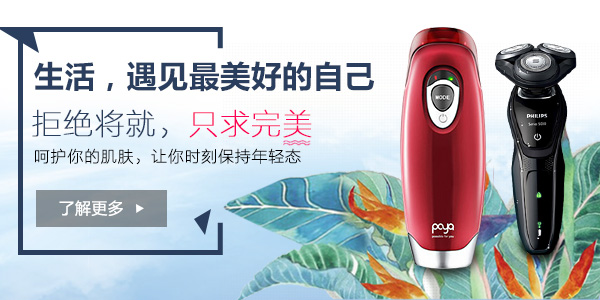 生活，遇见最美好的自己
拒绝将就，只求完美
呵护你的肌肤，让你时刻保持年轻态
了解更多
MODE
poya
PHILIPS